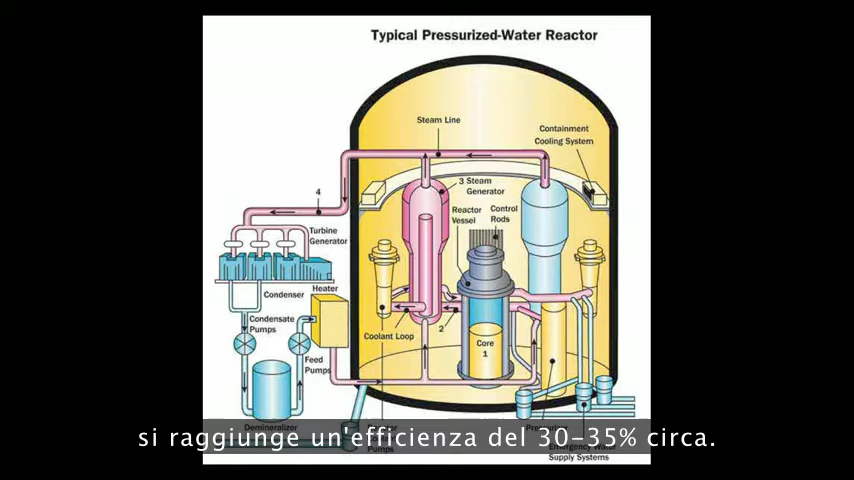 Typical Pressurized-Water Reactor
Steam Line
Containment
Cooling System
3 Steam
Generator
4
Reactor
Vessel
Control
Rods
Turbine
Generator
Heater
Condenser
Condensate
Pumps
Coolant Loop
2
Core
1
Feed
Pumps
Demineralizer
Pumps
Emergency Water
Supply Systems
si raggiunge un'efficienza del 30-35% circa.